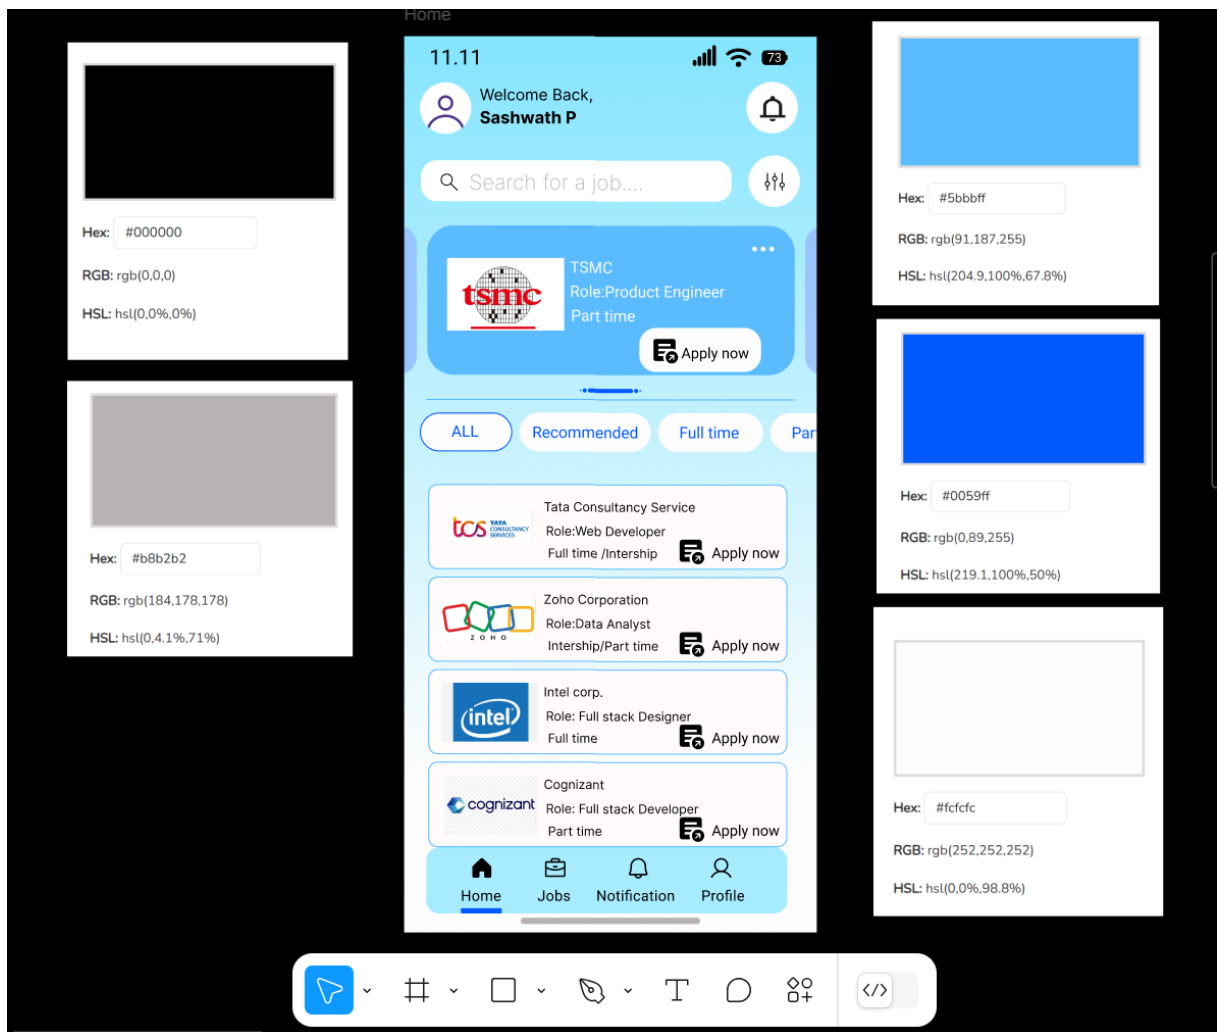 Home
#000000
Hex:
RGB: rgb(0,0,0)
HSL: hsl(0,0%,0%)
Hex: #b8b2b2
RGB: rgb(184,178,178)
HSL: hsl(0,4.1%,71%)
11.11
73
Welcome Back,
Sashwath P
Search for a job....
tsmc
TSMC
Role:Product Engineer
Part time
Apply now
ALL
Recommended
Full time
Par
tcs TATA
CONSULTANCY
SERVICES
Tata Consultancy Service
Role:Web Developer
Full time /Intership
Apply now
ZOHO
Zoho Corporation
Role:Data Analyst
Intership/Part time
Apply now
intel
Intel corp.
Role: Full stack Designer
Full time
Apply now
cognizant
Cognizant
Role: Full stack Developer
Part time
Apply now
Home
Jobs
Notification
Profile
Hex: #5bbbff
RGB: rgb(91,187,255)
HSL: hsl(204.9,100%,67.8%)
Hex: #0059ff
RGB: rgb(0,89,255)
HSL: hsl(219.1,100%,50%)
Hex: #fcfcfc
RGB: rgb(252,252,252)
HSL: hsl(0,0%,98.8%)